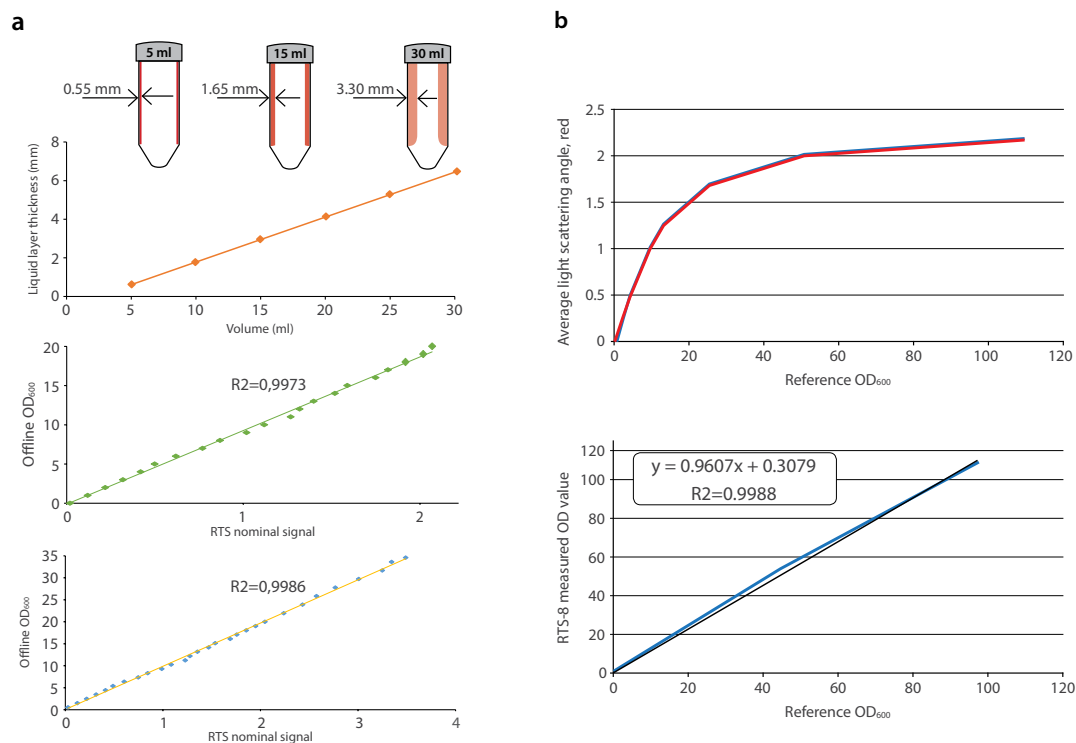 a
5 ml
15 ml
30 ml
0.55 mm
1.65 mm
3.30 mm
Liquid layer thickness (mm)
8
6
4
2
0
0
5
10
15
20
25
30
Volume (ml)
Offline OD600
20
15
10
5
0
R2=0,9973
0
1
2
RTS nominal signal
Offline OD600
35
30
25
20
15
10
5
0
R2=0,9986
0
1
2
3
4
RTS nominal signal
b
Average light scattering angle, red
2.5
2
1.5
1
0.5
0
0
20
40
60
80
100
120
Reference OD600
RTS-8 measured OD value
120
100
80
60
40
20
0
y = 0.9607x + 0.3079
R2=0.9988
0
20
40
60
80
100
120
Reference OD600